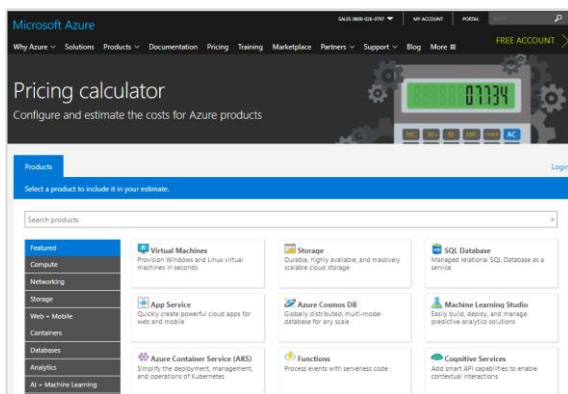 Microsoft Azure
SALES 0800-026-0707 MY ACCOUNT PORTAL
Why Azure Solutions Products Documentation Pricing Training Marketplace Partners Support Blog More FREE ACCOUNT
Pricing calculator
Configure and estimate the costs for Azure products
07734
MC M+ M- MR AC
Products
Login
Select a product to include it in your estimate.
Search products
Featured
Compute
Networking
Storage
Web + Mobile
Containers
Databases
Analytics
AI + Machine Learning
Virtual Machines
Provision Windows and Linux virtual
machines in seconds
Storage
Durable, highly available, and massively
scalable cloud storage
SQL Database
Managed relational SQL Database as a
service
App Service
Quickly create powerful cloud apps for
web and mobile
Azure Cosmos DB
Globally distributed, multi-model
database for any scale
Machine Learning Studio
Easily build, deploy, and manage
predictive analytics solutions
Azure Container Service (AKS)
Simplify the deployment, management,
and operations of Kubernetes
Functions
Process events with serverless code
Cognitive Services
Add smart API capabilities to enable
contextual interactions